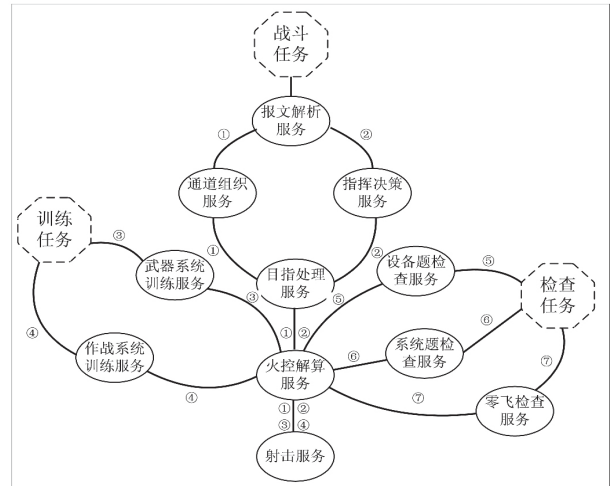 战斗
任务
报文解析
服务
①
②
通道组织
服务
指挥决策
服务
训练
任务
③
①
②
武器系统
训练服务
目指处理
服务
设备题检
查服务
⑤
检查
任务
③
⑤
④
①
②
⑥
作战系统
训练服务
火控解算
服务
⑥
系统题检
查服务
⑦
④
① ②
③ ④
⑦
零飞检查
服务
射击服务